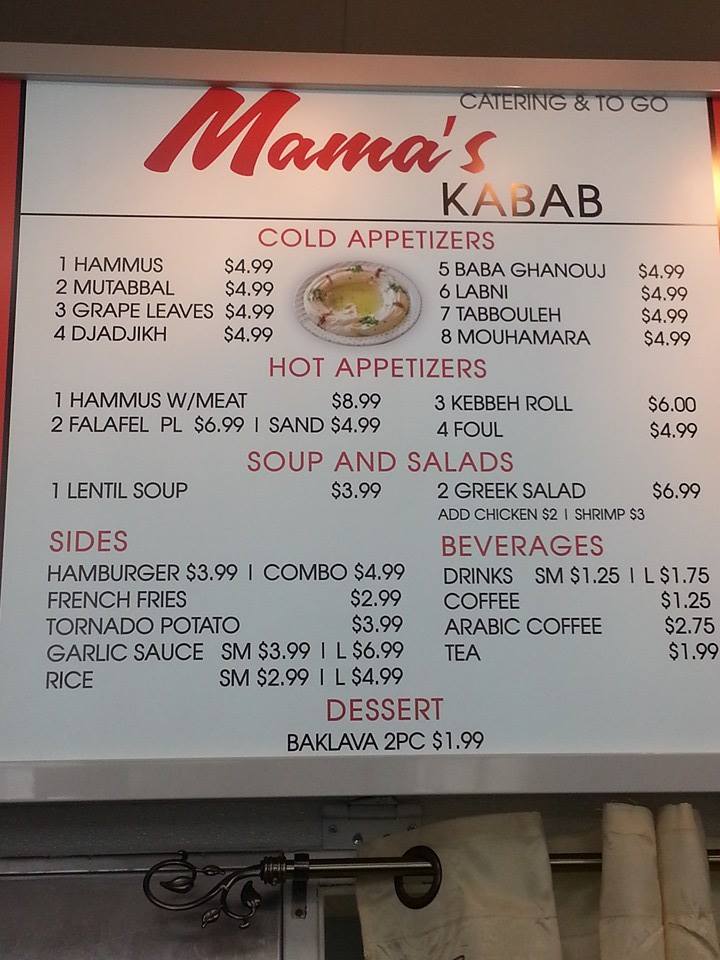 CATERING & TO GO
Mama's
KABAB
COLD APPETIZERS
1 HAMMUS $4.99
2 MUTABBAL $4.99
3 GRAPE LEAVES $4.99
4 DJADJIKH $4.99
5 BABA GHANOUJ $4.99
6 LABNI $4.99
7 TABBOULEH $4.99
8 MOUHAMARA $4.99
HOT APPETIZERS
1 HAMMUS W/MEAT $8.99
2 FALAFEL PL $6.99 | SAND $4.99
3 KEBBEH ROLL $6.00
4 FOUL $4.99
SOUP AND SALADS
1 LENTIL SOUP $3.99
2 GREEK SALAD $6.99
ADD CHICKEN $2 | SHRIMP $3
SIDES
HAMBURGER $3.99 | COMBO $4.99
FRENCH FRIES $2.99
TORNADO POTATO $3.99
GARLIC SAUCE SM $3.99 | L $6.99
RICE SM $2.99 | L $4.99
BEVERAGES
DRINKS SM $1.25 | L $1.75
COFFEE $1.25
ARABIC COFFEE $2.75
TEA $1.99
DESSERT
BAKLAVA 2PC $1.99